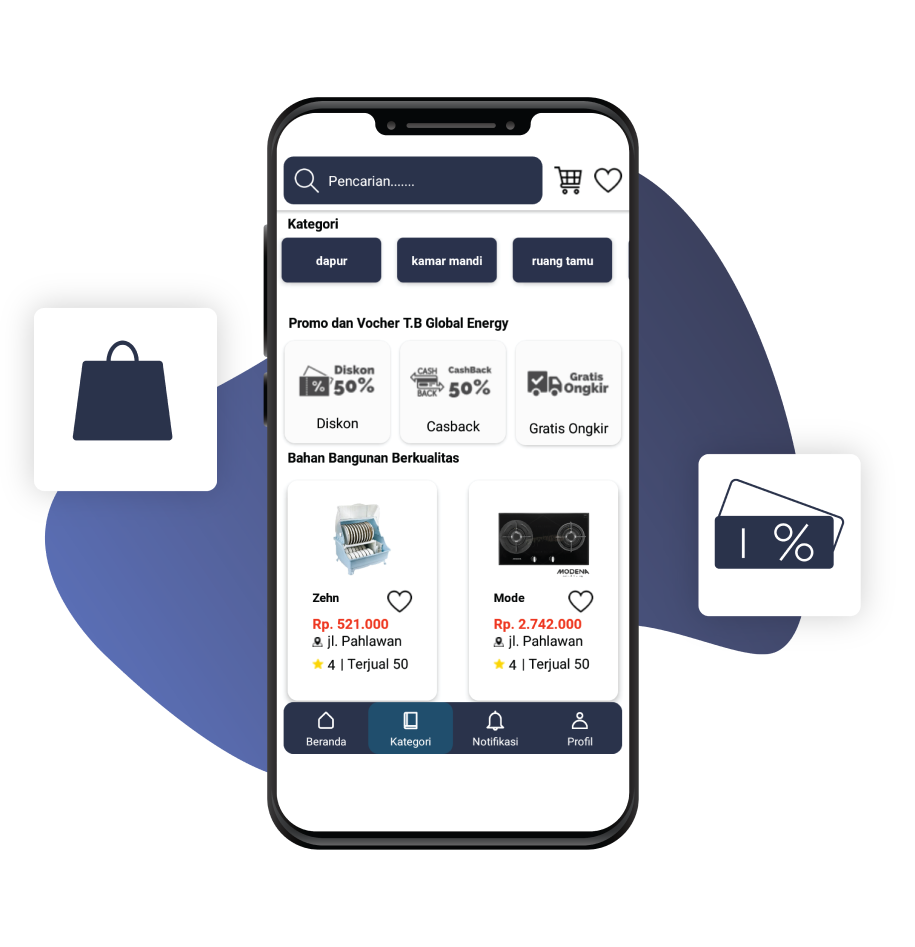 Pencarian.......
Kategori
dapur
kamar mandi
ruang tamu
Promo dan Vocher T.B Global Energy
% Diskon 50%
Diskon
CASH BACK CashBack 50%
Casback
Gratis Ongkir
Gratis Ongkir
Bahan Bangunan Berkualitas
MODENA
Zehn
Rp. 521.000
jl. Pahlawan
4 | Terjual 50
Mode
Rp. 2.742.000
jl. Pahlawan
4 | Terjual 50
Beranda
Kategori
Notifikasi
Profil
%